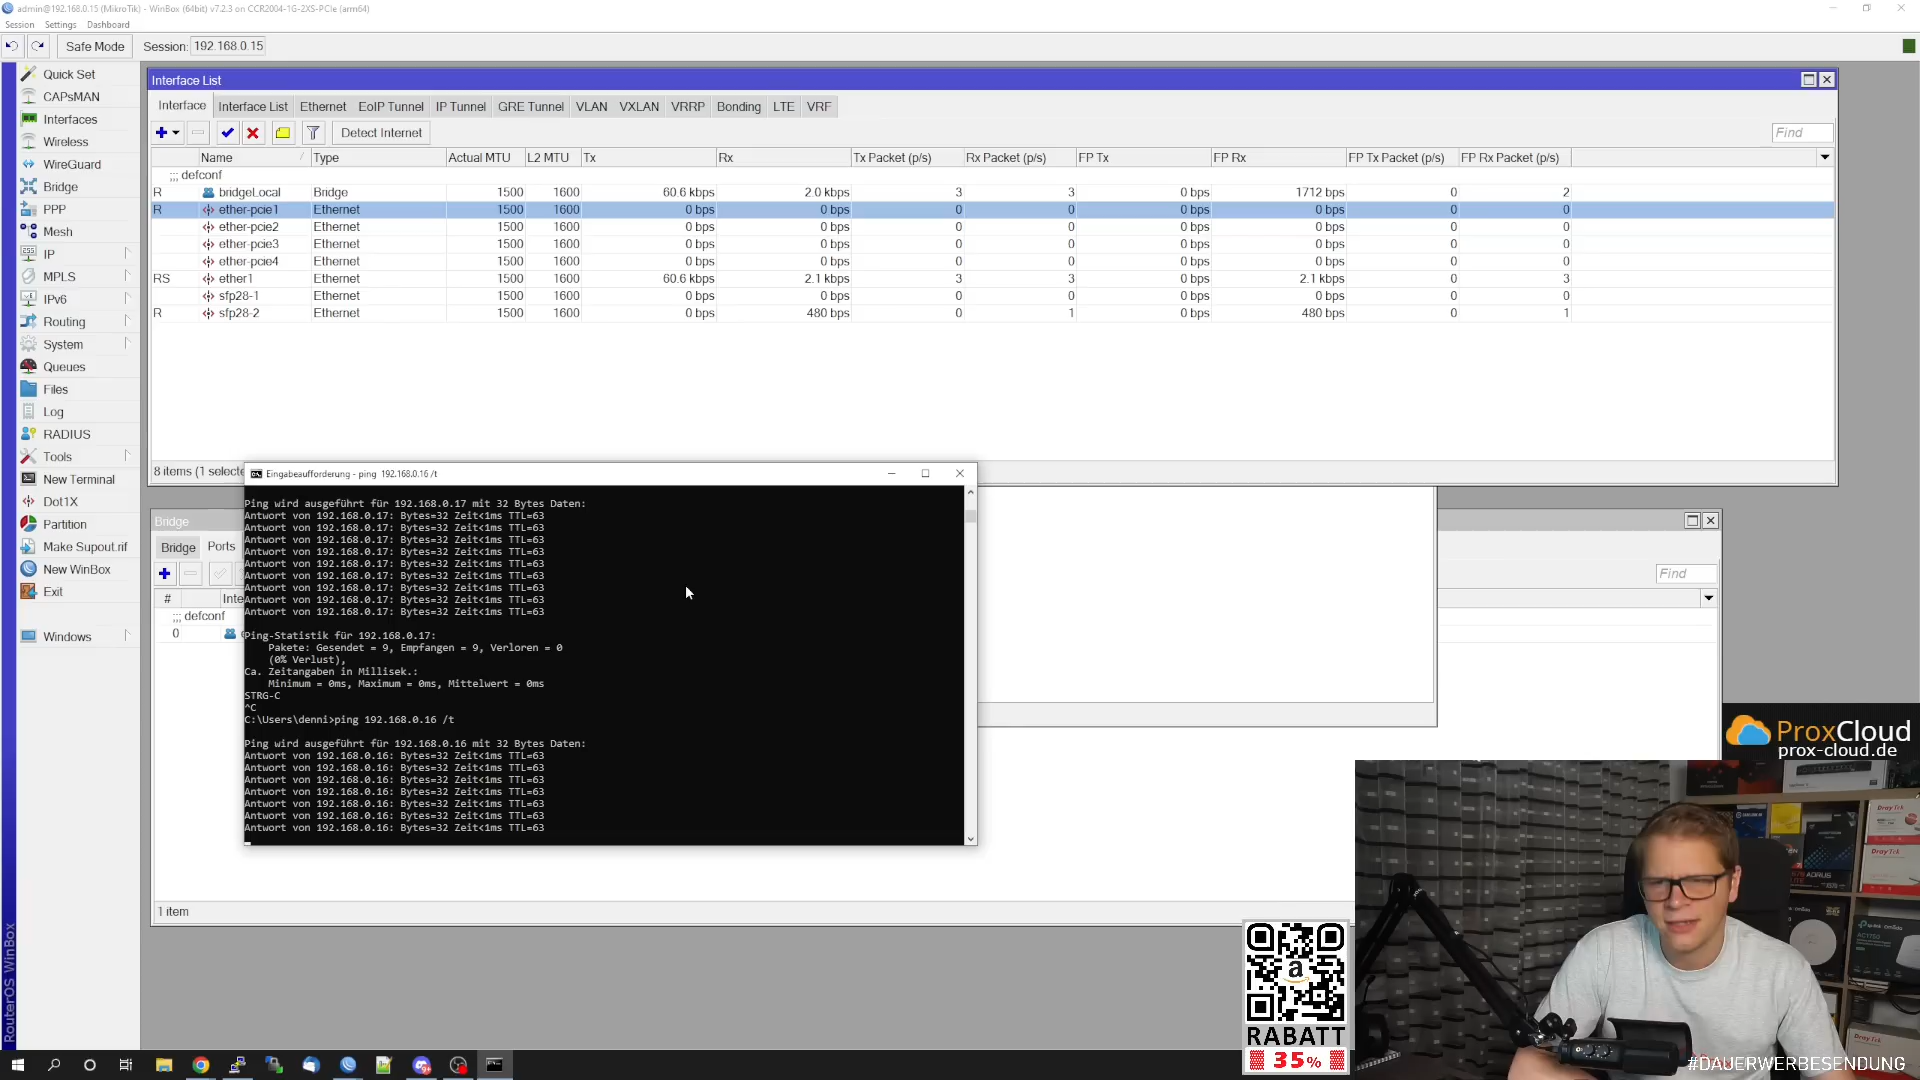 admin@192.168.0.15 (MikroTik) - WinBox (64bit) v7.2.3 on CCR2004-1G-2XS-PCIe (arm64)
Session Settings Dashboard
Safe Mode Session: 192.168.0.15
Quick Set
CAPsMAN
Interfaces
Wireless
WireGuard
Bridge
PPP
Mesh
IP
MPLS
IPv6
Routing
System
Queues
Files
Log
RADIUS
Tools
New Terminal
Dot1X
Partition
Make Supout.rif
New WinBox
Exit
Windows
RouterOS WinBox
Interface List
Interface Interface List Ethernet EoIP Tunnel IP Tunnel GRE Tunnel VLAN VXLAN VRRP Bonding LTE VRF
Detect Internet Find
Name Type Actual MTU L2 MTU Tx Rx Tx Packet (p/s) Rx Packet (p/s) FP Tx FP Rx FP Tx Packet (p/s) FP Rx Packet (p/s)
;;; defconf
R bridgeLocal Bridge 1500 1600 60.6 kbps 2.0 kbps 3 3 0 bps 1712 bps 0 2
R ether-pcie1 Ethernet 1500 1600 0 bps 0 bps 0 0 0 bps 0 bps 0 0
ether-pcie2 Ethernet 1500 1600 0 bps 0 bps 0 0 0 bps 0 bps 0 0
ether-pcie3 Ethernet 1500 1600 0 bps 0 bps 0 0 0 bps 0 bps 0 0
ether-pcie4 Ethernet 1500 1600 0 bps 0 bps 0 0 0 bps 0 bps 0 0
RS ether1 Ethernet 1500 1600 60.6 kbps 2.1 kbps 3 3 0 bps 2.1 kbps 0 3
sfp28-1 Ethernet 1500 1600 0 bps 0 bps 0 0 0 bps 0 bps 0 0
R sfp28-2 Ethernet 1500 1600 0 bps 480 bps 0 1 0 bps 480 bps 0 1
8 items (1 selecte
Eingabeaufforderung - ping 192.168.0.16 /t
Ping wird ausgeführt für 192.168.0.17 mit 32 Bytes Daten:
Antwort von 192.168.0.17: Bytes=32 Zeit<1ms TTL=63
Antwort von 192.168.0.17: Bytes=32 Zeit<1ms TTL=63
Antwort von 192.168.0.17: Bytes=32 Zeit<1ms TTL=63
Antwort von 192.168.0.17: Bytes=32 Zeit<1ms TTL=63
Antwort von 192.168.0.17: Bytes=32 Zeit<1ms TTL=63
Antwort von 192.168.0.17: Bytes=32 Zeit<1ms TTL=63
Antwort von 192.168.0.17: Bytes=32 Zeit<1ms TTL=63
Antwort von 192.168.0.17: Bytes=32 Zeit<1ms TTL=63
Antwort von 192.168.0.17: Bytes=32 Zeit<1ms TTL=63
Ping-Statistik für 192.168.0.17:
Pakete: Gesendet = 9, Empfangen = 9, Verloren = 0
(0% Verlust),
Ca. Zeitangaben in Millisek.:
Minimum = 0ms, Maximum = 0ms, Mittelwert = 0ms
STRG-C
^C
C:\Users\denni>ping 192.168.0.16 /t
Ping wird ausgeführt für 192.168.0.16 mit 32 Bytes Daten:
Antwort von 192.168.0.16: Bytes=32 Zeit<1ms TTL=63
Antwort von 192.168.0.16: Bytes=32 Zeit<1ms TTL=63
Antwort von 192.168.0.16: Bytes=32 Zeit<1ms TTL=63
Antwort von 192.168.0.16: Bytes=32 Zeit<1ms TTL=63
Antwort von 192.168.0.16: Bytes=32 Zeit<1ms TTL=63
Antwort von 192.168.0.16: Bytes=32 Zeit<1ms TTL=63
Antwort von 192.168.0.16: Bytes=32 Zeit<1ms TTL=63
Bridge
Bridge Ports
Find
# Inte
;;; defconf
0
1 item
ProxCloud
prox-cloud.de
RABATT
35%
#DAUERWERBESENDUNG
DrayTek
DrayTek
AORUS
tp-link omada
AC1750